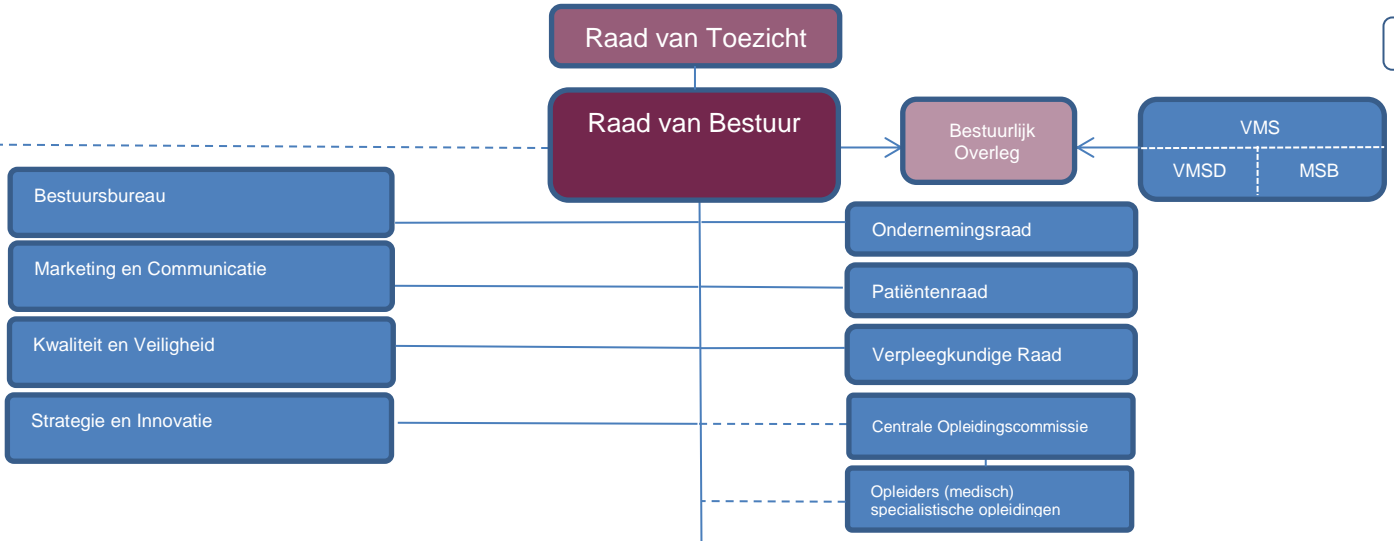 Raad van Toezicht
Raad van Bestuur
Bestuurlijk
Overleg
VMS
VMSD
MSB
Bestuursbureau
Marketing en Communicatie
Kwaliteit en Veiligheid
Strategie en Innovatie
Ondernemingsraad
Patiëntenraad
Verpleegkundige Raad
Centrale Opleidingscommissie
Opleiders (medisch)
specialistische opleidingen